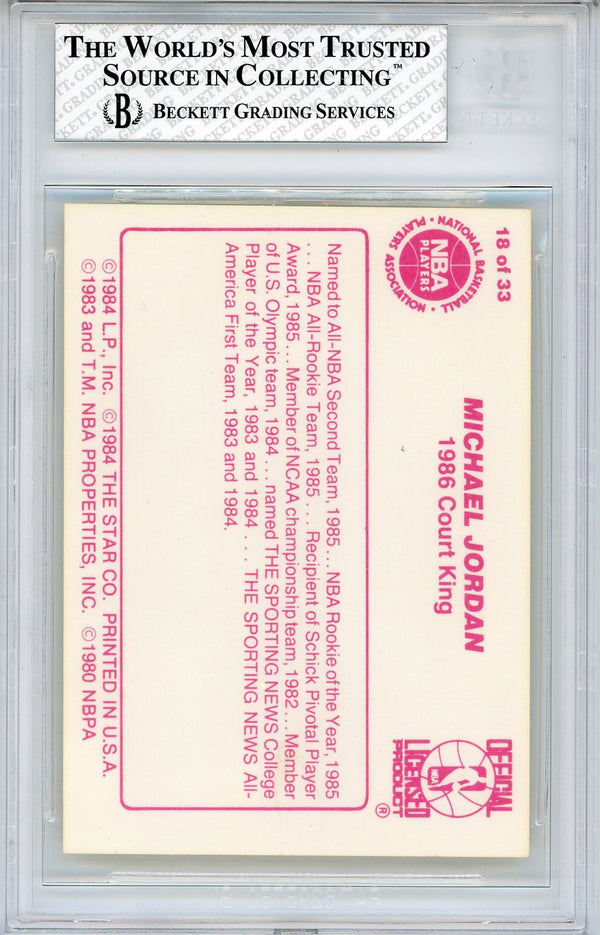 THE WORLD'S MOST TRUSTED
SOURCE IN COLLECTING™
BECKETT GRADING SERVICES
18 of 33
NATIONAL BASKETBALL
PLAYERS ASSOCIATION
NBA
PLAYERS
MICHAEL JORDAN
1986 Court King
OFFICIAL
NBA
LICENSED
PRODUCT
®
Named to All-NBA Second Team, 1985 ... NBA Rookie of the Year, 1985
... NBA All-Rookie Team, 1985 ... Recipient of Schick Pivotal Player
Award, 1985 ... Member of NCAA championship team, 1982 ... Member
of U.S. Olympic team, 1984 ... named THE SPORTING NEWS College
Player of the Year, 1983 and 1984 ... THE SPORTING NEWS All-
America First Team, 1983 and 1984.
©1984 L.P., Inc. ©1984 THE STAR CO. PRINTED IN U.S.A.
©1983 and T.M. NBA PROPERTIES, INC. ©1980 NBPA